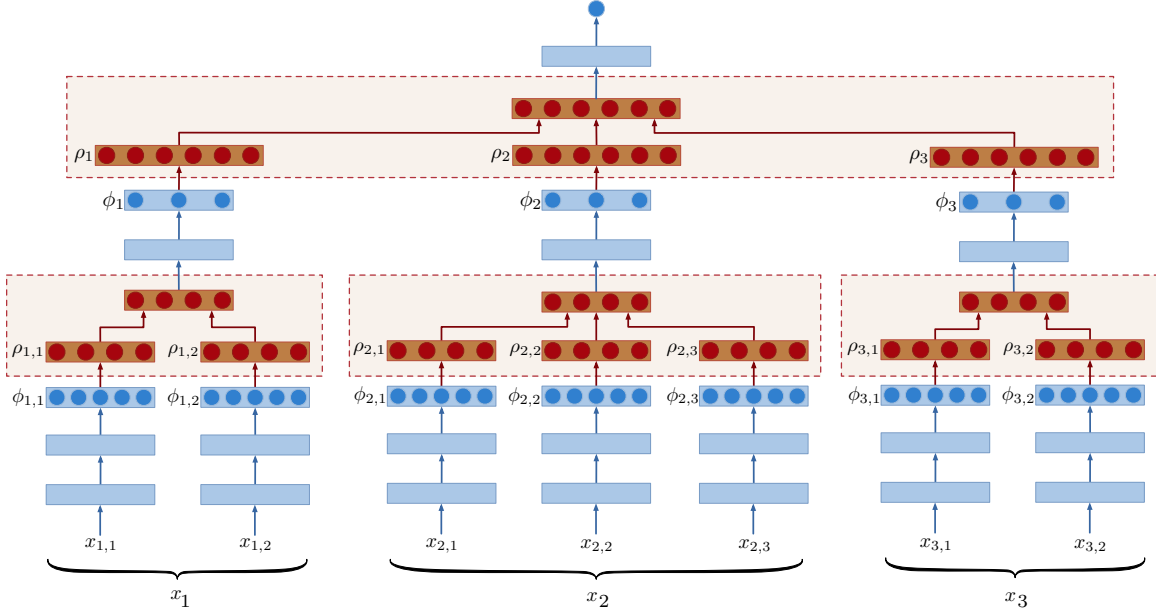 ρ₁ ρ₂ ρ₃
ϕ₁ ϕ₂ ϕ₃
ρ₁,₁ ρ₁,₂ ρ₂,₁ ρ₂,₂ ρ₂,₃ ρ₃,₁ ρ₃,₂
ϕ₁,₁ ϕ₁,₂ ϕ₂,₁ ϕ₂,₂ ϕ₂,₃ ϕ₃,₁ ϕ₃,₂
x₁,₁ x₁,₂ x₂,₁ x₂,₂ x₂,₃ x₃,₁ x₃,₂
x₁ x₂ x₃